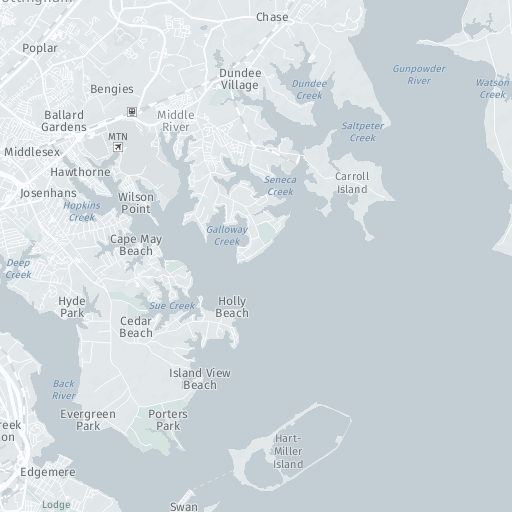 Chase
Poplar
Gunpowder
River
Dundee
Village
Dundee
Creek
Watson
Creek
Bengies
Ballard
Gardens
Middle
River
Saltpeter
Creek
MTN
Middlesex
Hawthorne
Seneca
Creek
Carroll
Island
Josenhans
Wilson
Point
Hopkins
Creek
Galloway
Creek
Cape May
Beach
Deep
Creek
Hyde
Park
Sue Creek
Holly
Beach
Cedar
Beach
Island View
Beach
Back
River
Evergreen
Park
Porters
Park
Hart-
Miller
Island
Edgemere
Lodge
Swan